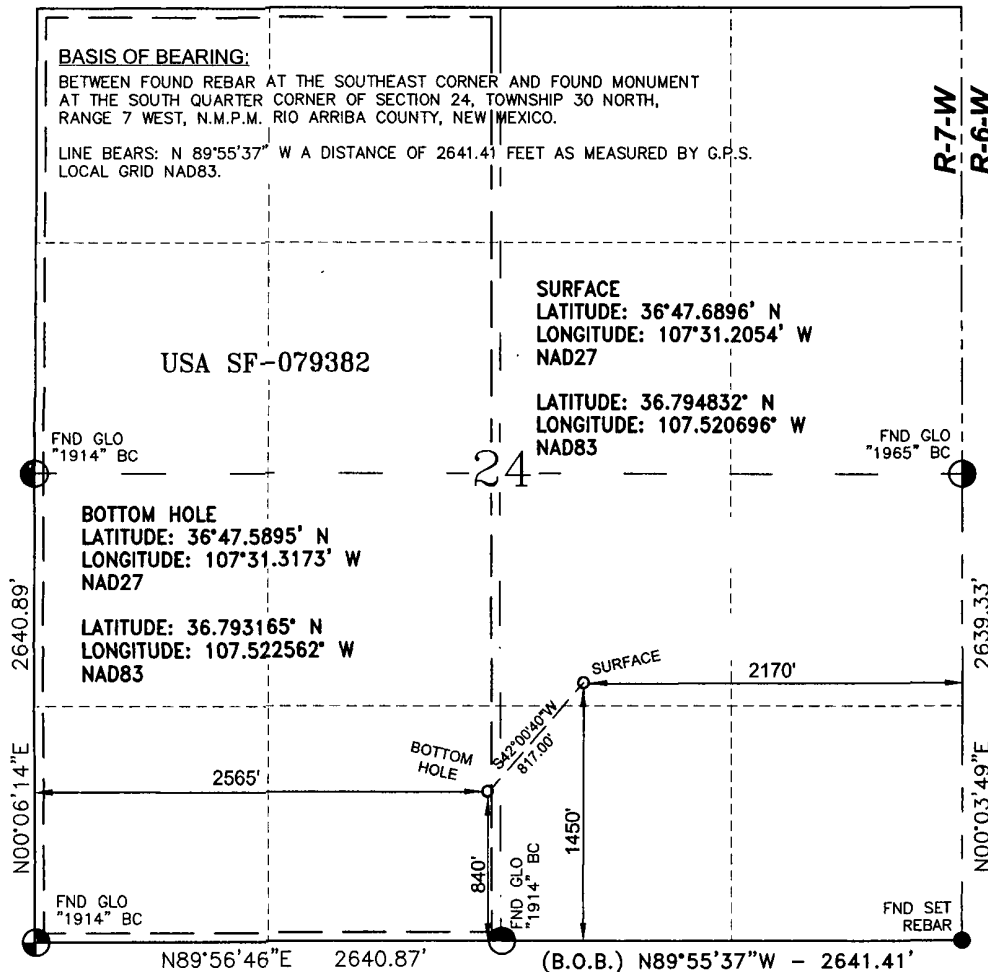 BASIS OF BEARING:
BETWEEN FOUND REBAR AT THE SOUTHEAST CORNER AND FOUND MONUMENT
AT THE SOUTH QUARTER CORNER OF SECTION 24, TOWNSHIP 30 NORTH,
RANGE 7 WEST, N.M.P.M. RIO ARRIBA COUNTY, NEW MEXICO.
LINE BEARS: N 89°55'37" W A DISTANCE OF 2641.41 FEET AS MEASURED BY G.P.S.
LOCAL GRID NAD83.
R-7-W
R-6-W
SURFACE
LATITUDE: 36°47.6896' N
LONGITUDE: 107°31.2054' W
NAD27
USA SF-079382
LATITUDE: 36.794832° N
LONGITUDE: 107.520696° W
NAD83
FND GLO
"1914" BC
24
FND GLO
"1965" BC
BOTTOM HOLE
LATITUDE: 36°47.5895' N
LONGITUDE: 107°31.3173' W
NAD27
LATITUDE: 36.793165° N
LONGITUDE: 107.522562° W
NAD83
2640.89'
N00°06'14"E
2639.33'
N00°03'49"E
SURFACE
2170'
S42°00'40"W
817.00'
BOTTOM
HOLE
2565'
1450'
840'
FND GLO
"1914" BC
FND GLO
"1914" BC
FND SET
REBAR
N89°56'46"E 2640.87'
(B.O.B.) N89°55'37"W - 2641.41'